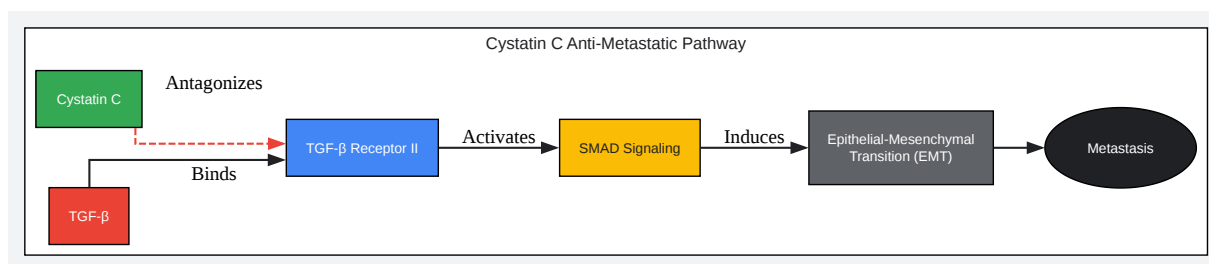 Cystatin C Anti-Metastatic Pathway
Cystatin C
Antagonizes
TGF-β Receptor II
Activates
SMAD Signaling
Induces
Epithelial-Mesenchymal
Transition (EMT)
Metastasis
Binds
TGF-β